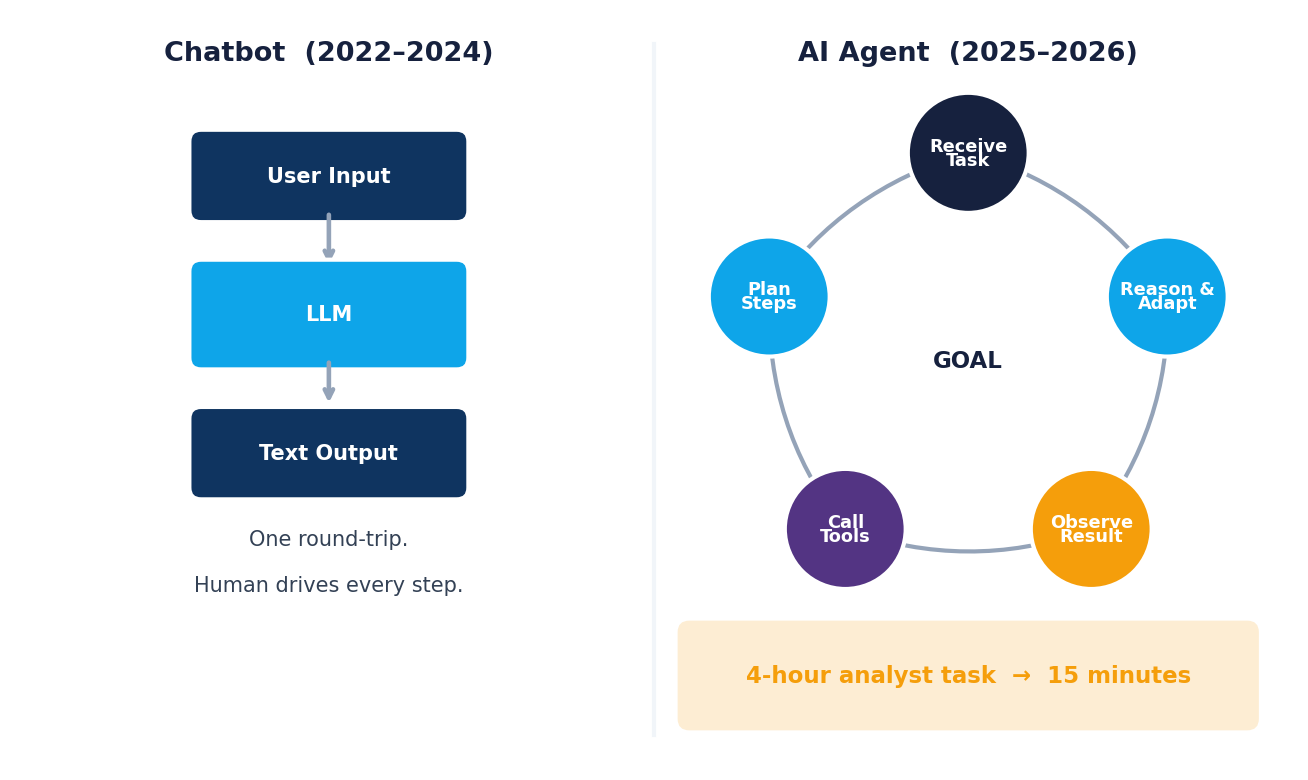 Chatbot  (2022–2024)
User Input
LLM
Text Output
One round-trip.
Human drives every step.
AI Agent  (2025–2026)
Receive
Task
Plan
Steps
Reason &
Adapt
GOAL
Call
Tools
Observe
Result
4-hour analyst task  →  15 minutes